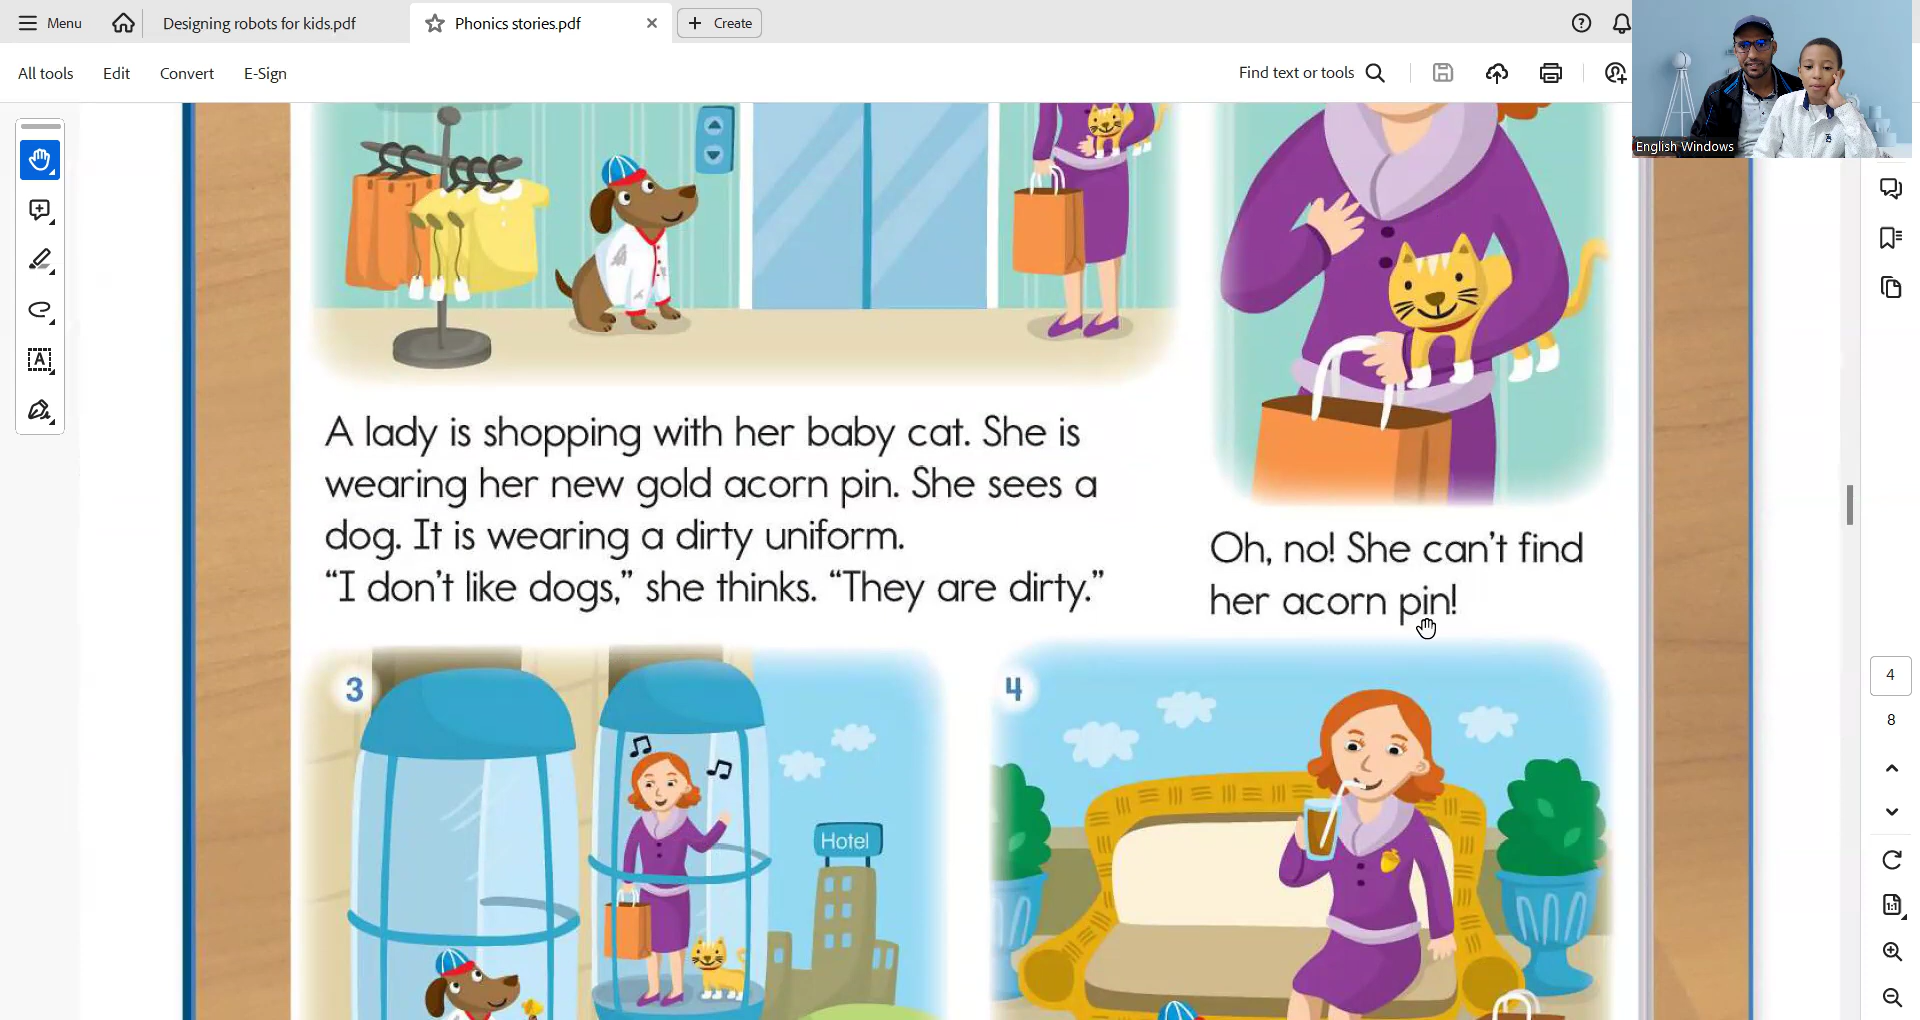 Menu
Designing robots for kids.pdf
Phonics stories.pdf
Create
All tools
Edit
Convert
E-Sign
Find text or tools
English Windows
A lady is shopping with her baby cat. She is
wearing her new gold acorn pin. She sees a
dog. It is wearing a dirty uniform.
“I don’t like dogs,” she thinks. “They are dirty.”
Oh, no! She can’t find
her acorn pin!
3
Hotel
4
4
8
1:1